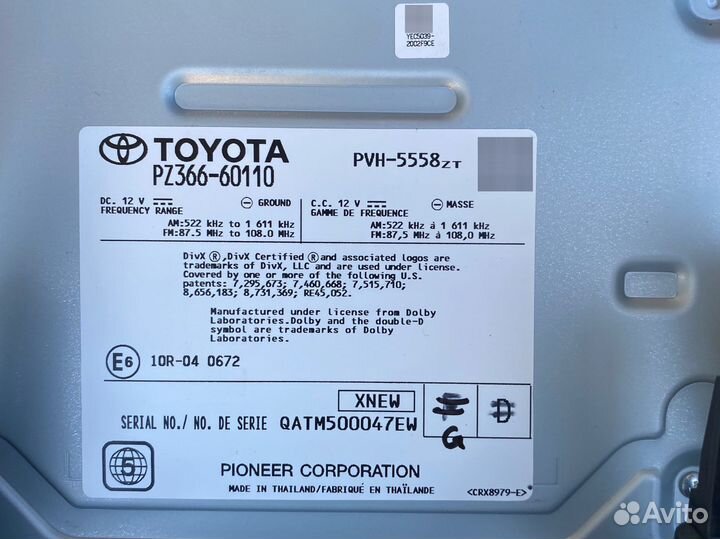 YEC5039-
2002F9CE
TOYOTA
PVH-5558ZT
PZ366-60110
DC. 12 V ⎓ ⊖ GROUND
FREQUENCY RANGE
AM:522 kHz to 1 611 kHz
FM:87.5 MHz to 108.0 MHz
C.C. 12 V ⎓ ⊖ MASSE
GAMME DE FREQUENCE
AM:522 kHz à 1 611 kHz
FM:87,5 MHz à 108,0 MHz
DivX ®,DivX Certified ® and associated logos are
trademarks of DivX, LLC and are used under license.
Covered by one or more of the following U.S.
patents: 7,295,673; 7,460,668; 7,515,710;
8,656,183; 8,731,369; RE45,052.
Manufactured under license from Dolby
Laboratories.Dolby and the double-D
symbol are trademarks of Dolby
Laboratories.
E6 10R-04 0672
XNEW
D
G
SERIAL NO./ NO. DE SERIE QATM500047EW
5
PIONEER CORPORATION
MADE IN THAILAND/FABRIQUÉ EN THAÏLANDE
<CRX8979-E>
Avito